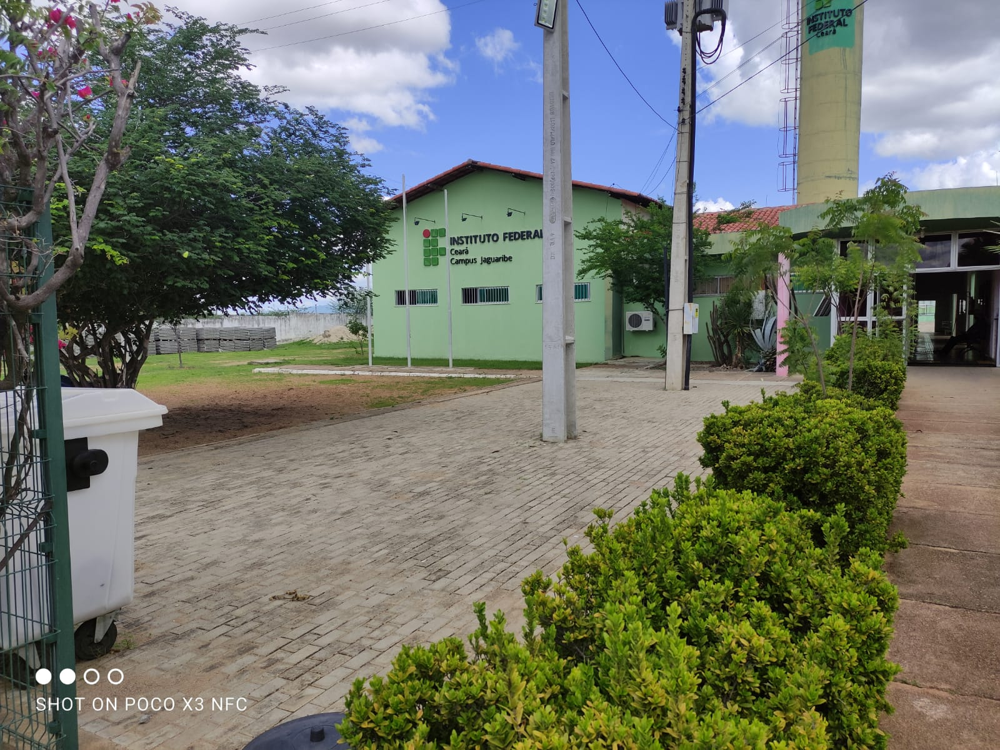 INSTITUTO
FEDERAL
Ceará
INSTITUTO FEDERAL
Ceará
Campus Jaguaribe
SHOT ON POCO X3 NFC